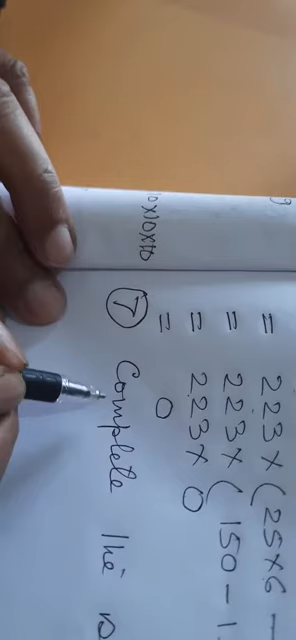 = 223 × (25×6 -
= 223 × (150 - 1
= 223 × 0
= 0
(7) Complete the
10×10×10